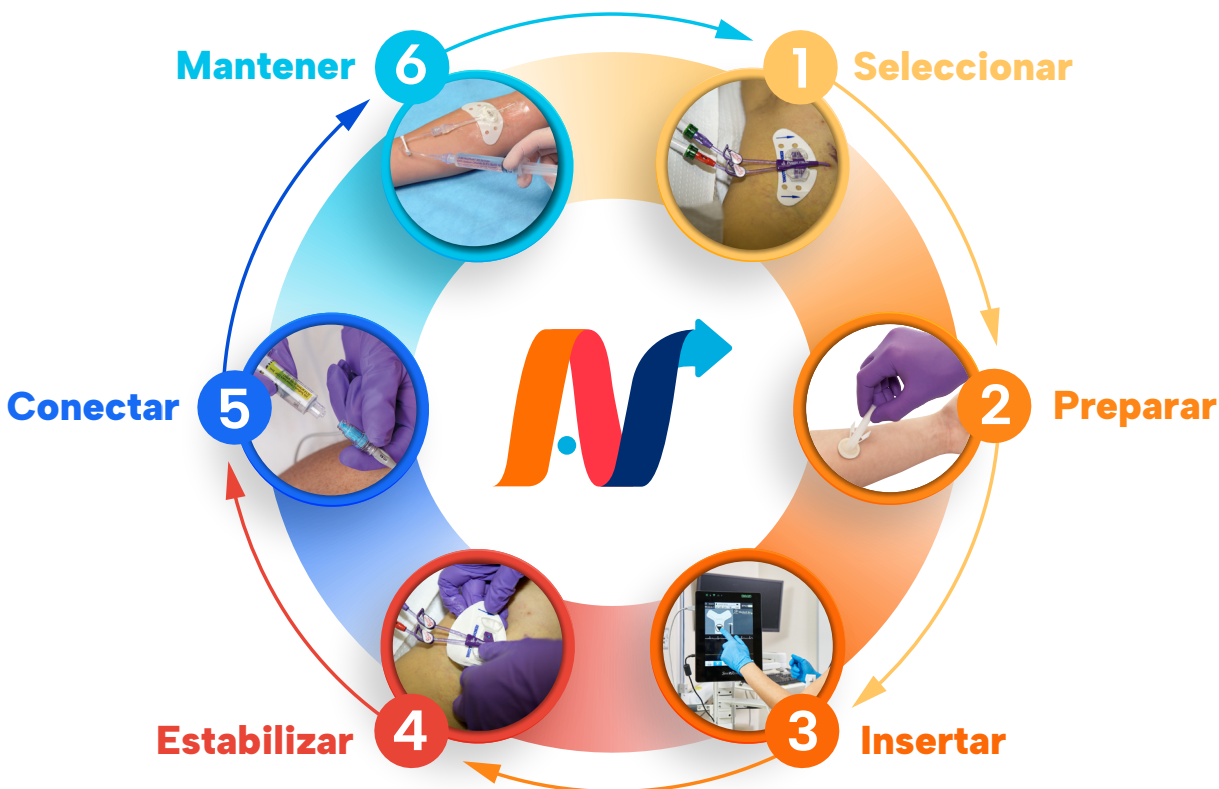 1
Seleccionar
2
Preparar
3
Insertar
4
Estabilizar
5
Conectar
6
Mantener